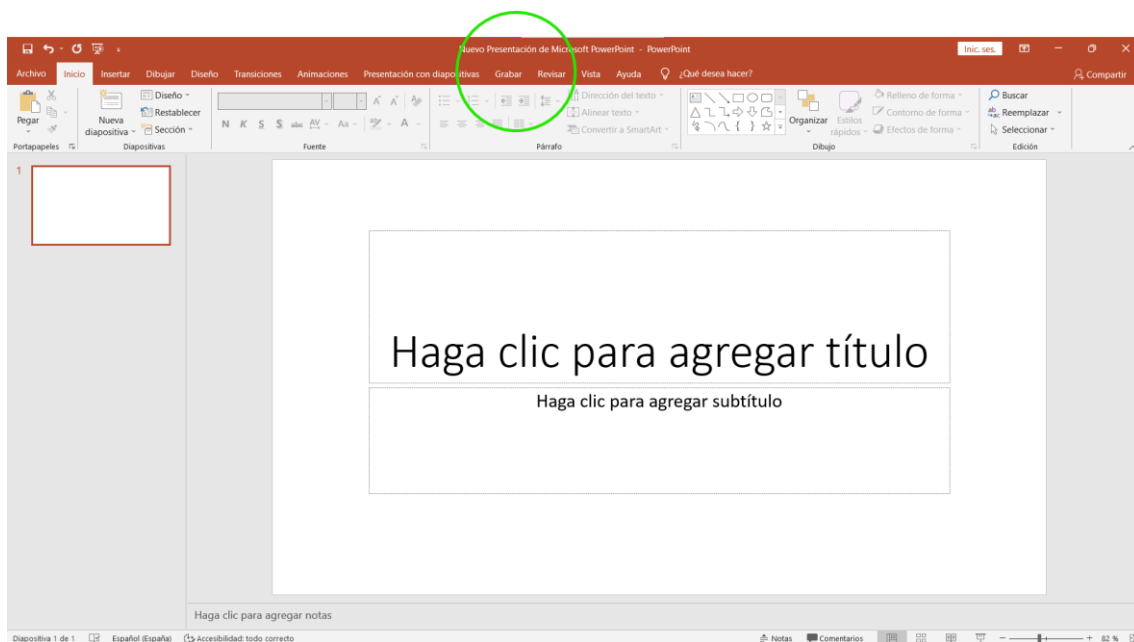 Nuevo Presentación de Microsoft PowerPoint - PowerPoint
Inic. ses.
Archivo Inicio Insertar Dibujar Diseño Transiciones Animaciones Presentación con diapositivas Grabar Revisar Vista Ayuda ¿Qué desea hacer?
Compartir
Pegar
Nueva diapositiva
Diseño
Restablecer
Sección
N K S S abc AV Aa A
Dirección del texto
Alinear texto
Convertir a SmartArt
Organizar
Estilos rápidos
Relleno de forma
Contorno de forma
Efectos de forma
Buscar
Reemplazar
Seleccionar
Portapapeles Diapositivas Fuente Párrafo Dibujo Edición
1
Haga clic para agregar título
Haga clic para agregar subtítulo
Haga clic para agregar notas
Diapositiva 1 de 1 Español (España) Accesibilidad: todo correcto Notas Comentarios 82 %